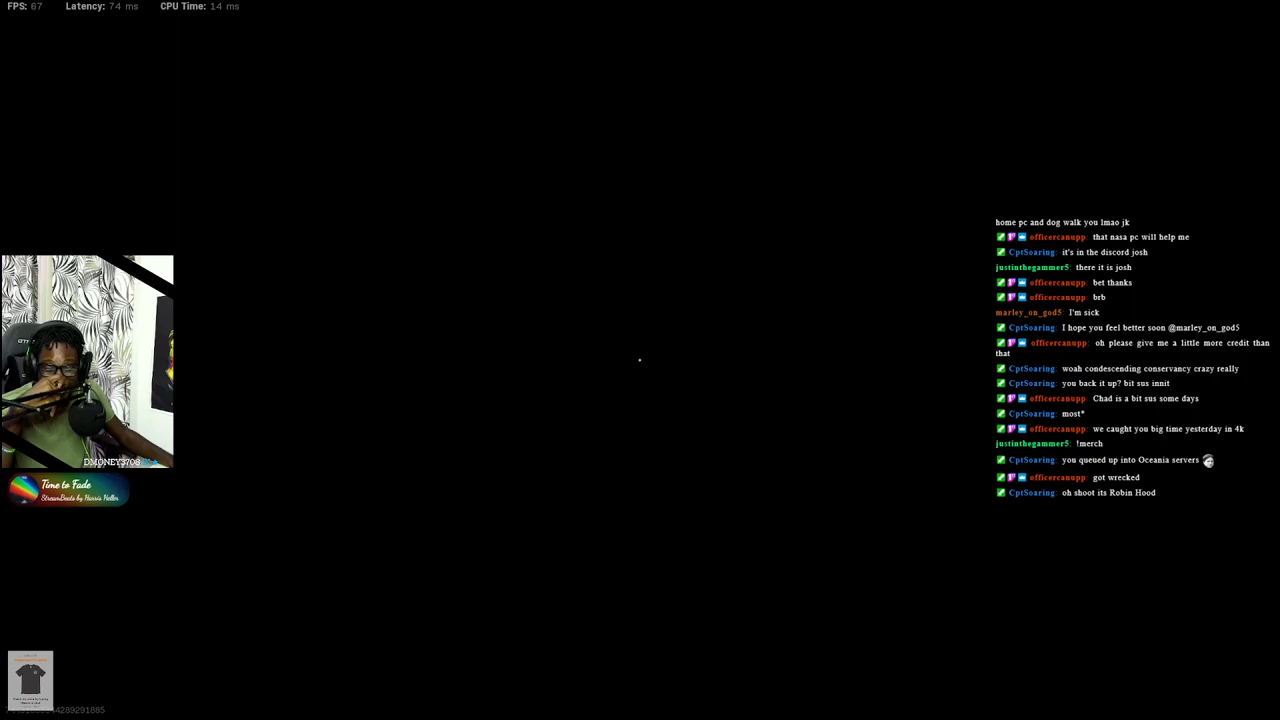 FPS: 67 Latency: 74 ms CPU Time: 14 ms
home pc and dog walk you lmao jk
officercanupp: that nasa pc will help me
CptSoaring: it's in the discord josh
justinthegammer5: there it is josh
officercanupp: bet thanks
officercanupp: brb
marley_on_god5: I'm sick
CptSoaring: I hope you feel better soon @marley_on_god5
officercanupp: oh please give me a little more credit than
that
CptSoaring: woah condescending conservancy crazy really
CptSoaring: you back it up? bit sus innit
officercanupp: Chad is a bit sus some days
CptSoaring: most*
officercanupp: we caught you big time yesterday in 4k
justinthegammer5: !merch
CptSoaring: you queued up into Oceania servers
officercanupp: got wrecked
CptSoaring: oh shoot its Robin Hood
DMONEY3708
Time to Fade
StreamBeats by Harris Heller